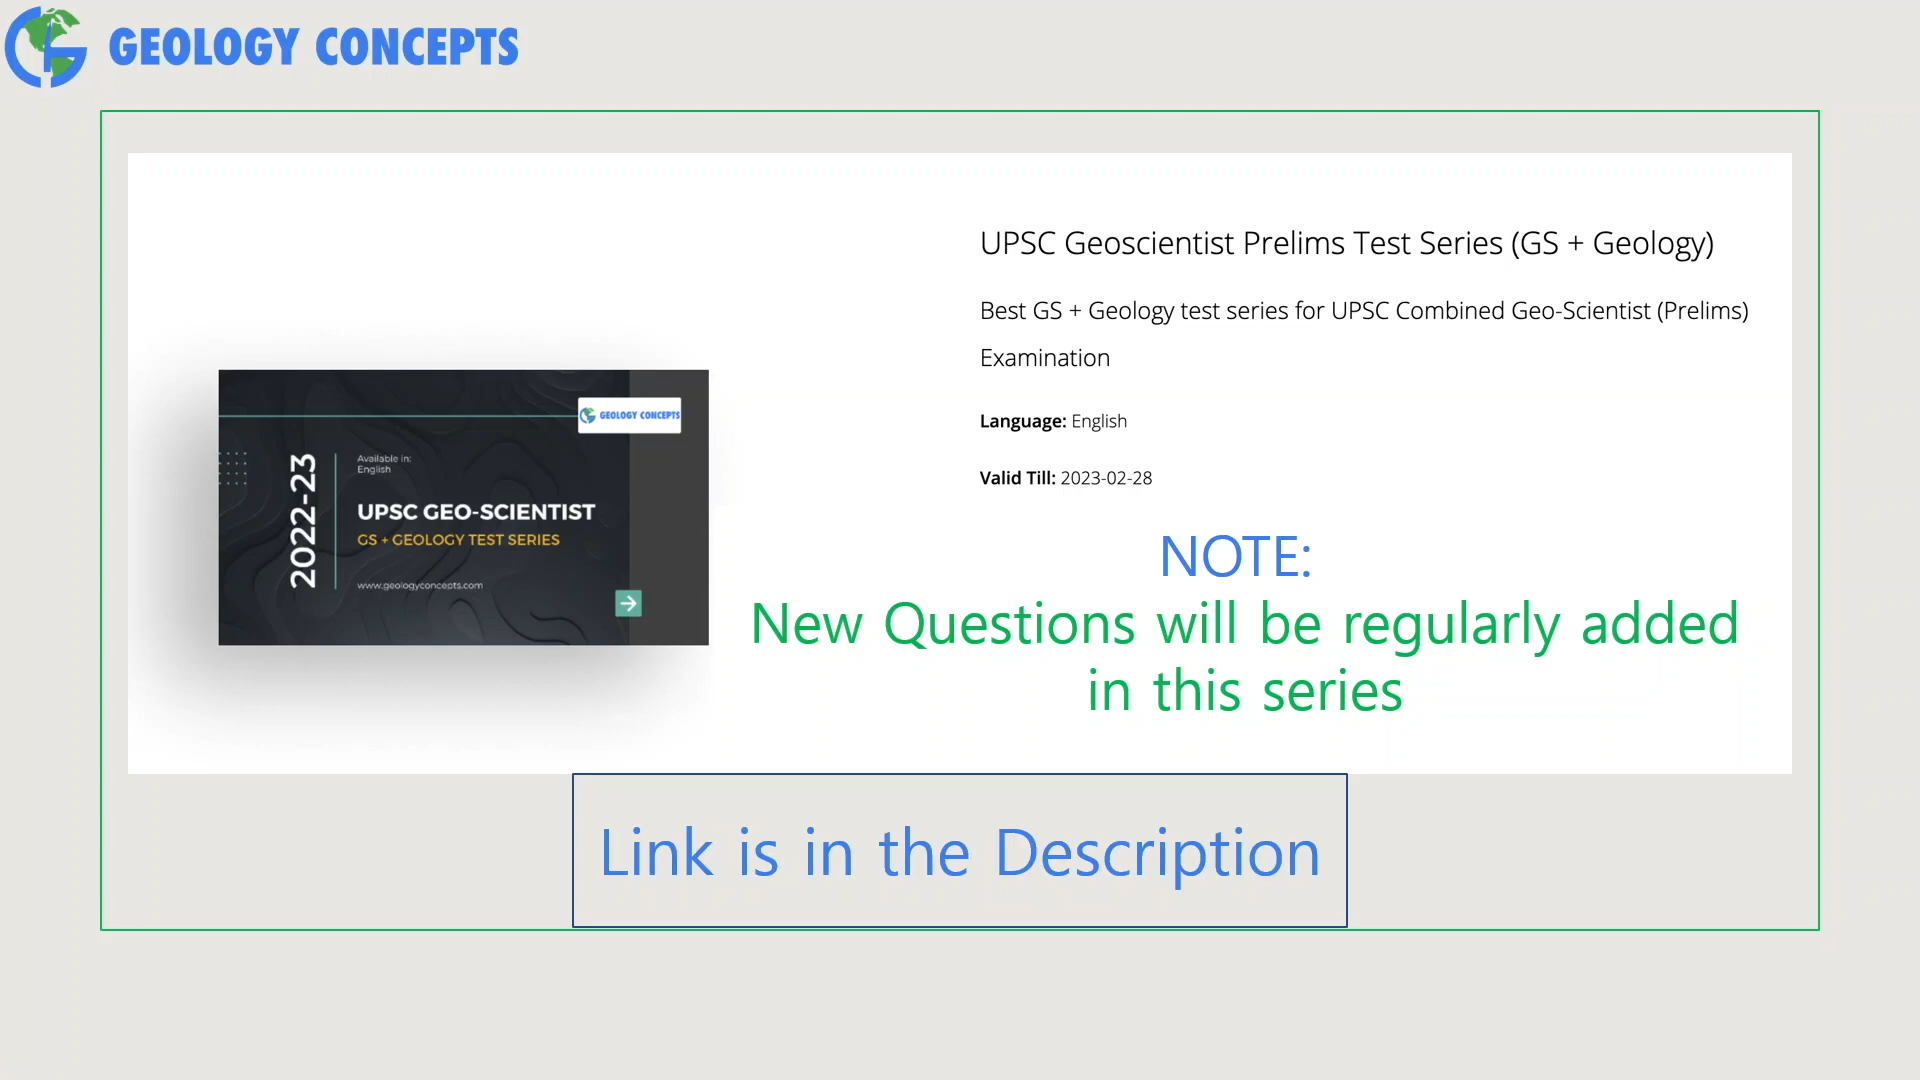 GEOLOGY CONCEPTS
UPSC Geoscientist Prelims Test Series (GS + Geology)
Best GS + Geology test series for UPSC Combined Geo-Scientist (Prelims)
Examination
Language: English
Valid Till: 2023-02-28
GEOLOGY CONCEPTS
2022-23
Available in:
English
UPSC GEO-SCIENTIST
GS + GEOLOGY TEST SERIES
www.geologyconcepts.com
NOTE:
New Questions will be regularly added
in this series
Link is in the Description